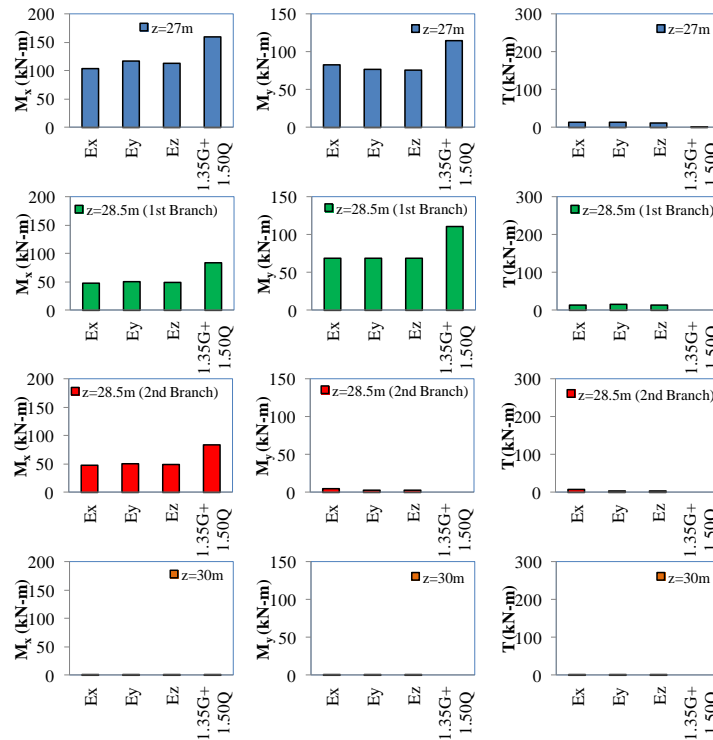 200
150
100
50
0
Mx (kN-m)
z=27m
Ex
Ey
Ez
1.35G+
1.50Q
150
100
50
0
My (kN-m)
z=27m
Ex
Ey
Ez
1.35G+
1.50Q
300
200
100
0
T(kN-m)
z=27m
Ex
Ey
Ez
1.35G+
1.50Q
200
150
100
50
0
Mx (kN-m)
z=28.5m (1st Branch)
Ex
Ey
Ez
1.35G+
1.50Q
150
100
50
0
My (kN-m)
z=28.5m (1st Branch)
Ex
Ey
Ez
1.35G+
1.50Q
300
200
100
0
T(kN-m)
z=28.5m (1st Branch)
Ex
Ey
Ez
1.35G+
1.50Q
200
150
100
50
0
Mx (kN-m)
z=28.5m (2nd Branch)
Ex
Ey
Ez
1.35G+
1.50Q
150
100
50
0
My (kN-m)
z=28.5m (2nd Branch)
Ex
Ey
Ez
1.35G+
1.50Q
300
200
100
0
T(kN-m)
z=28.5m (2nd Branch)
Ex
Ey
Ez
1.35G+
1.50Q
200
150
100
50
0
Mx (kN-m)
z=30m
Ex
Ey
Ez
1.35G+
1.50Q
150
100
50
0
My (kN-m)
z=30m
Ex
Ey
Ez
1.35G+
1.50Q
300
200
100
0
T(kN-m)
z=30m
Ex
Ey
Ez
1.35G+
1.50Q